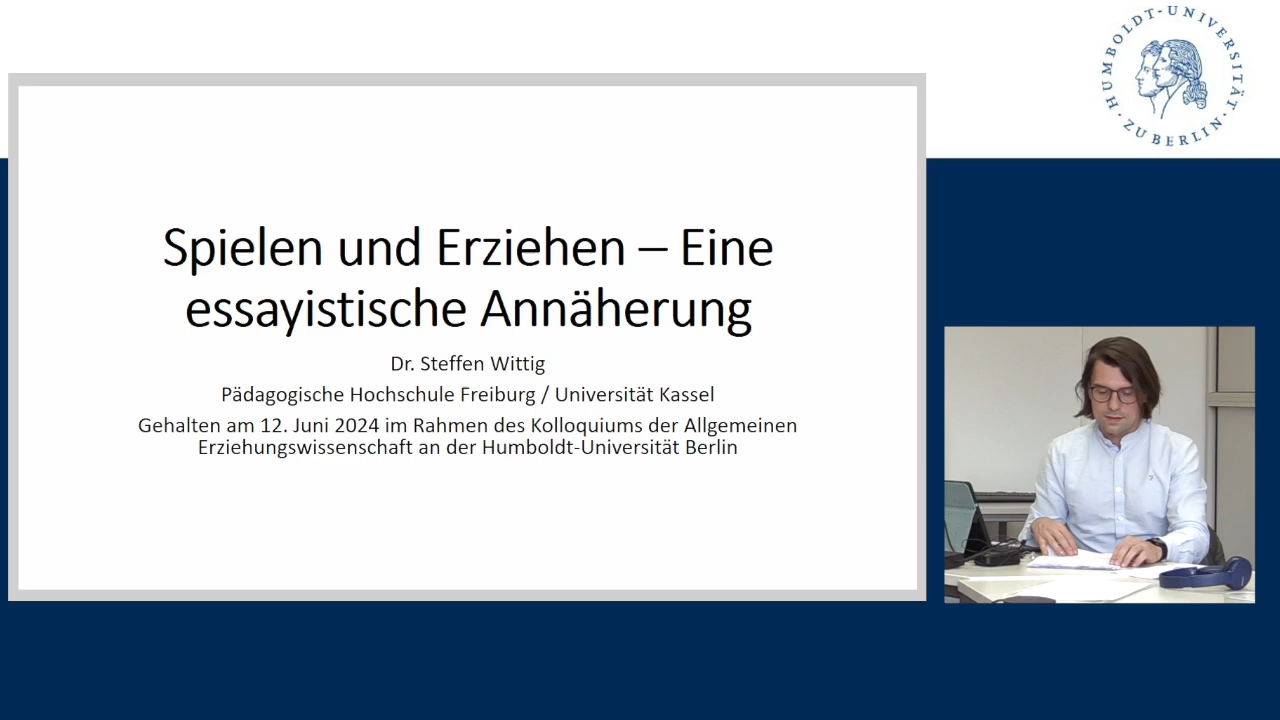 HUMBOLDT-UNIVERSITÄT
ZU BERLIN
Spielen und Erziehen – Eine
essayistische Annäherung
Dr. Steffen Wittig
Pädagogische Hochschule Freiburg / Universität Kassel
Gehalten am 12. Juni 2024 im Rahmen des Kolloquiums der Allgemeinen
Erziehungswissenschaft an der Humboldt-Universität Berlin